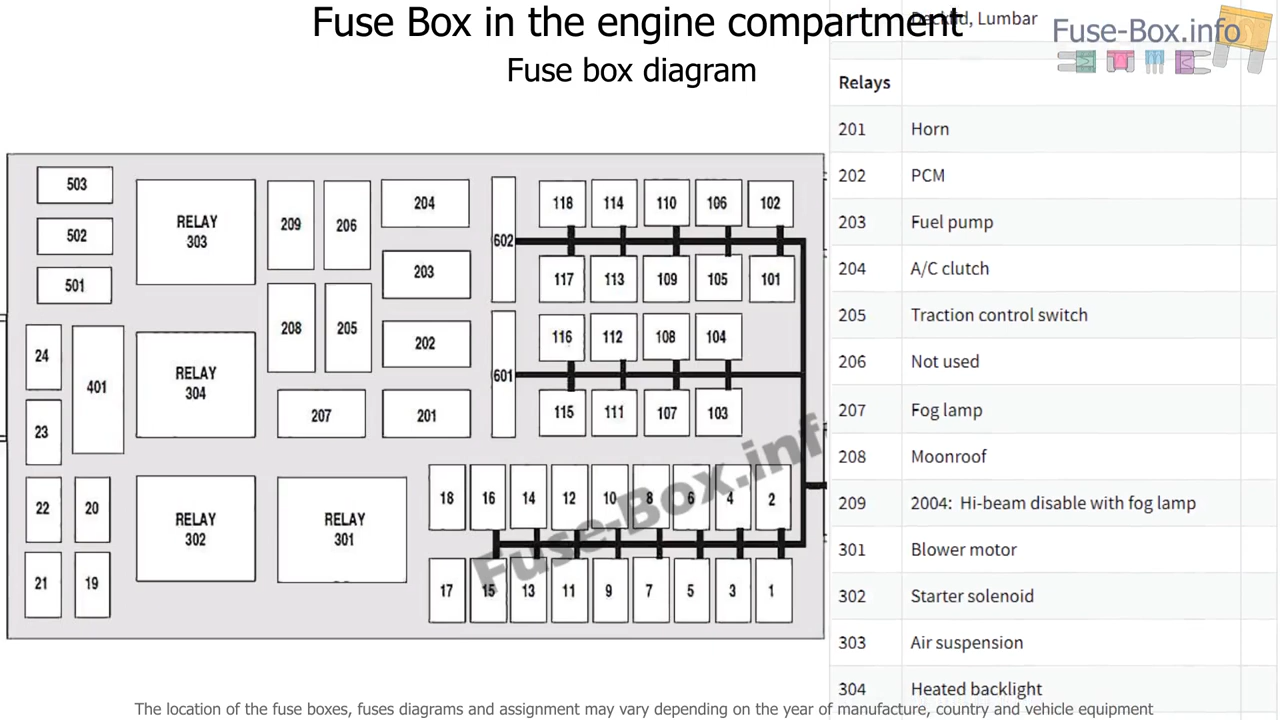 Fuse Box in the engine compartment
Fuse box diagram
Fuse-Box.info
503
502
501
RELAY
303
209
206
204
203
602
118 114 110 106 102
117 113 109 105 101
24
401
23
RELAY
304
208
205
202
207
201
601
116 112 108 104
115 111 107 103
22 20
21 19
RELAY
302
RELAY
301
18 16 14 12 10 8 6 4 2
17 15 13 11 9 7 5 3 1
Fuse-Box.inf
Lumbar
Relays
201 Horn
202 PCM
203 Fuel pump
204 A/C clutch
205 Traction control switch
206 Not used
207 Fog lamp
208 Moonroof
209 2004: Hi-beam disable with fog lamp
301 Blower motor
302 Starter solenoid
303 Air suspension
304 Heated backlight
The location of the fuse boxes, fuses diagrams and assignment may vary depending on the year of manufacture, country and vehicle equipment